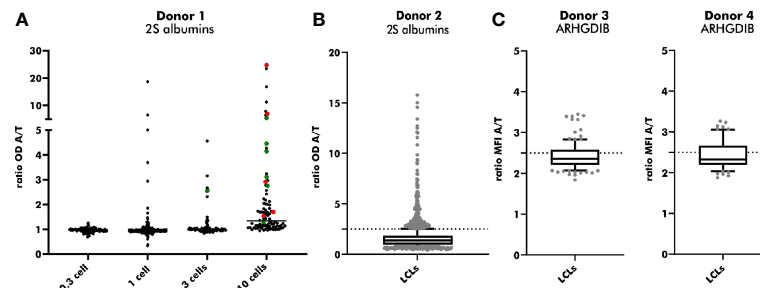 A
Donor 1
2S albumins
ratio OD A/T
30
20
10
5
4
3
2
1
0
0.3 cell
1 cell
3 cells
10 cells
B
Donor 2
2S albumins
ratio OD A/T
20
15
10
5
0
LCLs
C
Donor 3
ARHGDIB
ratio MFI A/T
5
4
3
2
1
0
LCLs
Donor 4
ARHGDIB
ratio MFI A/T
5
4
3
2
1
0
LCLs